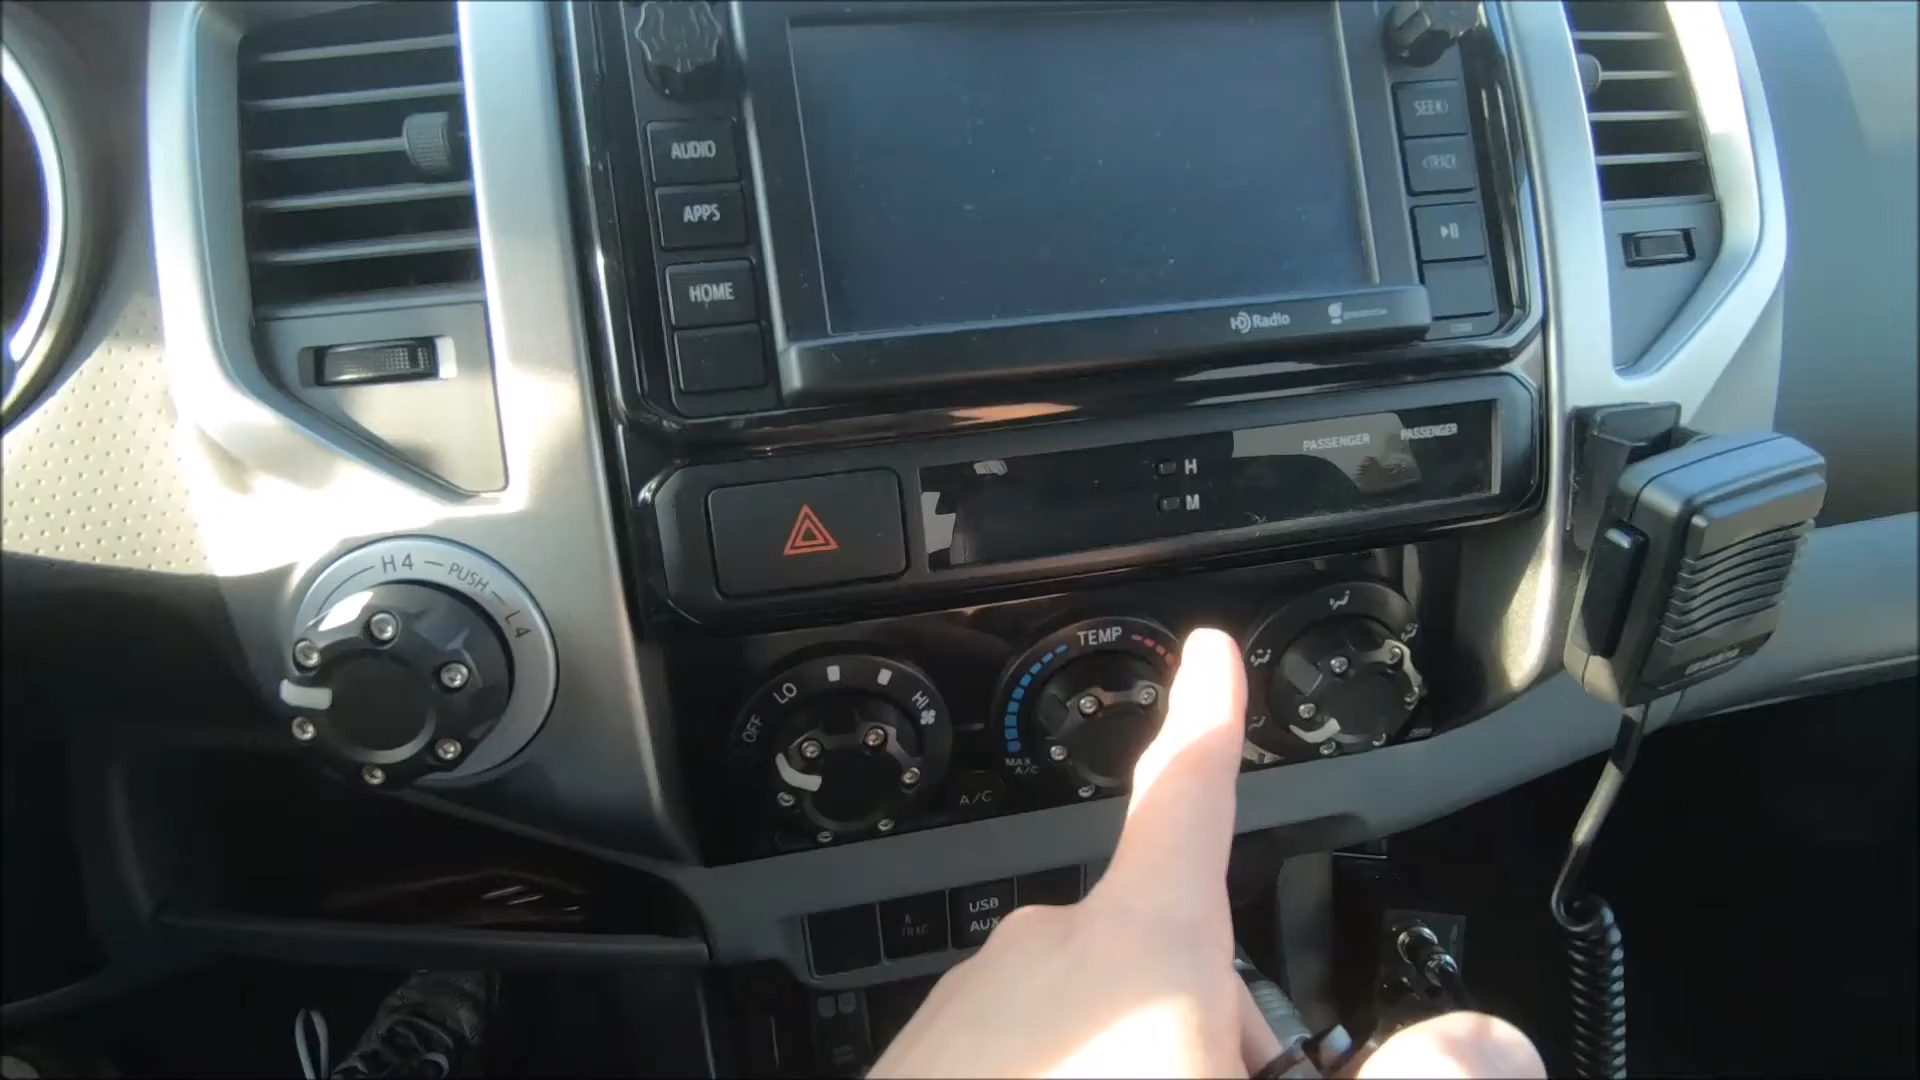 AUDIO
APPS
HOME
SEEK>
<TRACK
HD Radio
H
M
PASSENGER
PASSENGER
H4 PUSH L4
OFF LO HI
TEMP
MAX
A/C
A/C
A
TRAC
USB
AUX